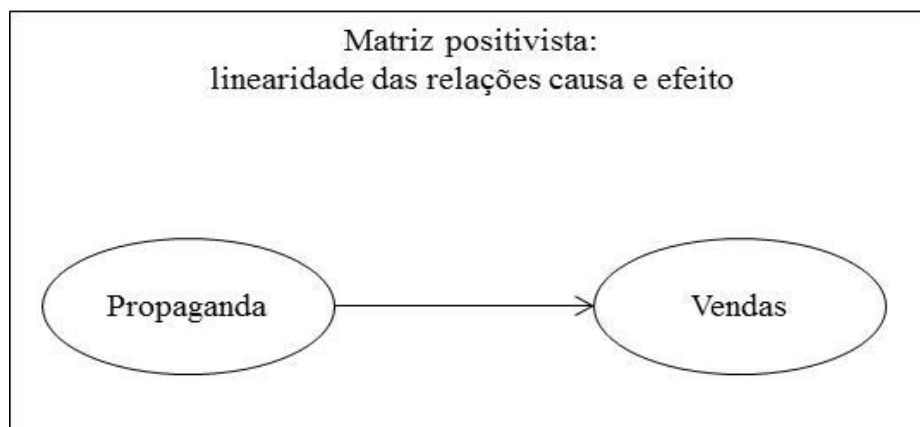 Matriz positivista:
linearidade das relações causa e efeito
Propaganda
Vendas